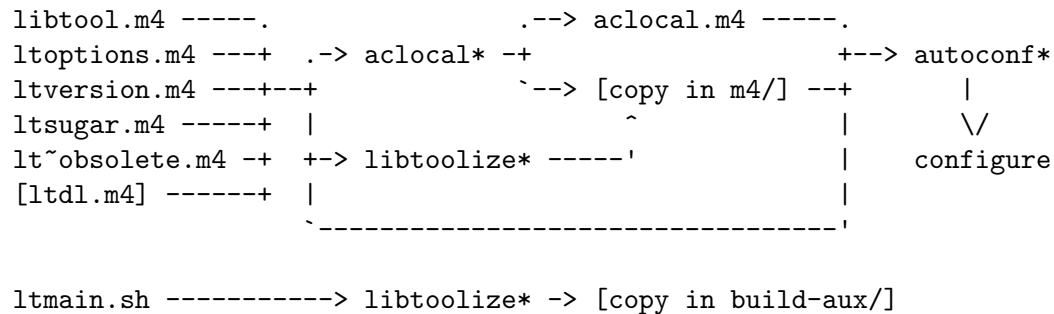 libtool.m4 -----.                .--> aclocal.m4 -----.
ltoptions.m4 ---+  .-> aclocal* -+                    +--> autoconf*
ltversion.m4 ---+--+             `--> [copy in m4/] --+       |
ltsugar.m4 -----+  |                    ^             |       \/
lt~obsolete.m4 -+  +-> libtoolize* -----'             |    configure
[ltdl.m4] ------+  |                                  |
                   `----------------------------------'
ltmain.sh -----------> libtoolize* -> [copy in build-aux/]